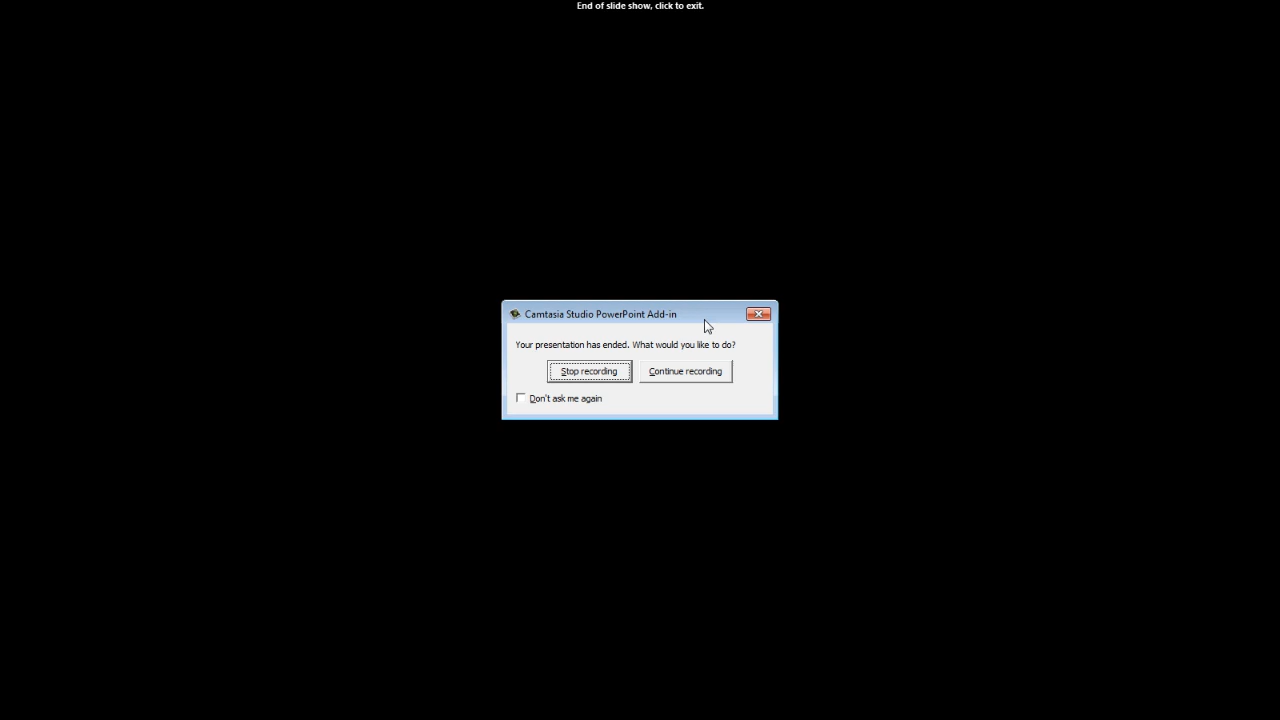 End of slide show, click to exit.
Camtasia Studio PowerPoint Add-in
Your presentation has ended. What would you like to do?
Stop recording
Continue recording
Don't ask me again